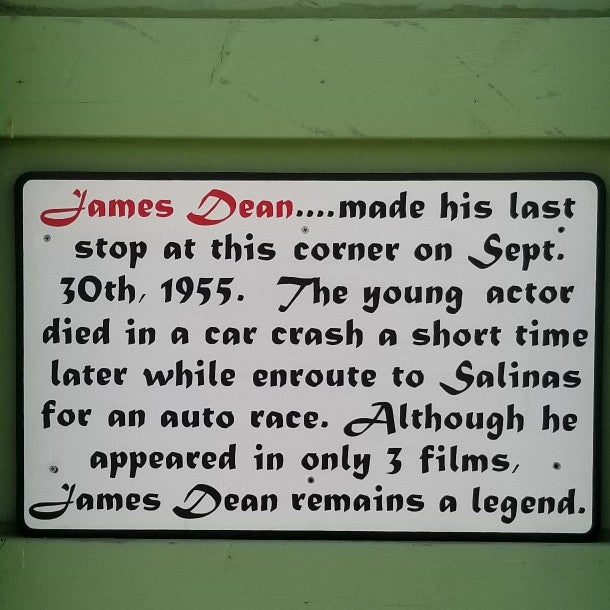 James Dean....made his last
stop at this corner on Sept.
30th, 1955. The young actor
died in a car crash a short time
later while enroute to Salinas
for an auto race. Although he
appeared in only 3 films,
James Dean remains a legend.